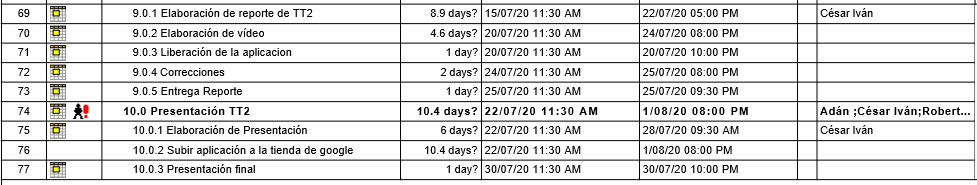 69 9.0.1 Elaboración de reporte de TT2 8.9 days? 15/07/20 11:30 AM 22/07/20 05:00 PM César Iván
70 9.0.2 Elaboración de vídeo 4.6 days? 20/07/20 11:30 AM 24/07/20 08:00 PM
71 9.0.3 Liberación de la aplicacion 1 day? 20/07/20 11:30 AM 20/07/20 10:00 PM
72 9.0.4 Correcciones 2 days? 24/07/20 11:30 AM 25/07/20 08:00 PM
73 9.0.5 Entrega Reporte 1 day? 25/07/20 11:30 AM 25/07/20 09:30 PM
74 10.0 Presentación TT2 10.4 days? 22/07/20 11:30 AM 1/08/20 08:00 PM Adán ;César Iván;Robert...
75 10.0.1 Elaboración de Presentación 6 days? 22/07/20 11:30 AM 28/07/20 09:30 AM César Iván
76 10.0.2 Subir aplicación a la tienda de google 10.4 days? 22/07/20 11:30 AM 1/08/20 08:00 PM
77 10.0.3 Presentación final 1 day? 30/07/20 11:30 AM 30/07/20 10:00 PM